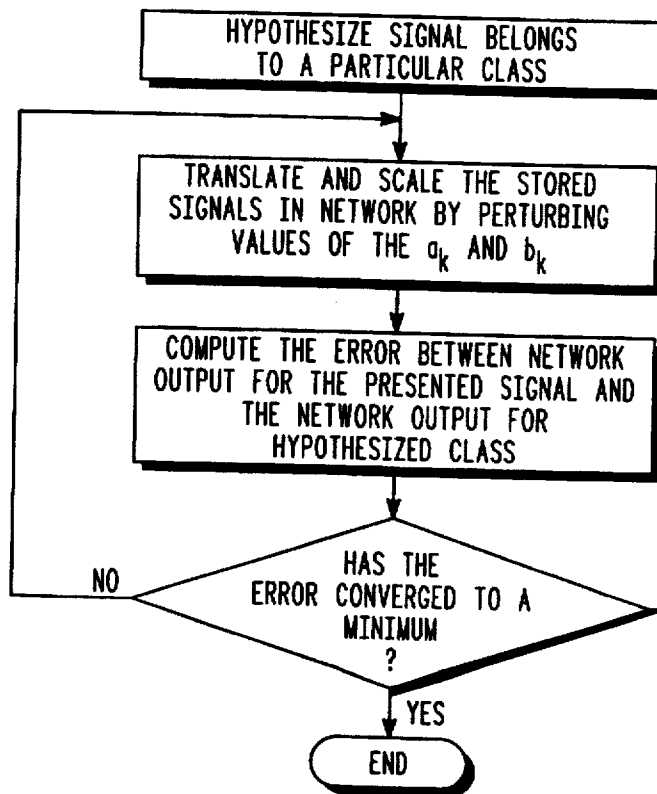 HYPOTHESIZE SIGNAL BELONGS
TO A PARTICULAR CLASS
TRANSLATE AND SCALE THE STORED
SIGNALS IN NETWORK BY PERTURBING
VALUES OF THE a_k AND b_k
COMPUTE THE ERROR BETWEEN NETWORK
OUTPUT FOR THE PRESENTED SIGNAL AND
THE NETWORK OUTPUT FOR
HYPOTHESIZED CLASS
HAS THE
ERROR CONVERGED TO A
MINIMUM
?
NO
YES
END